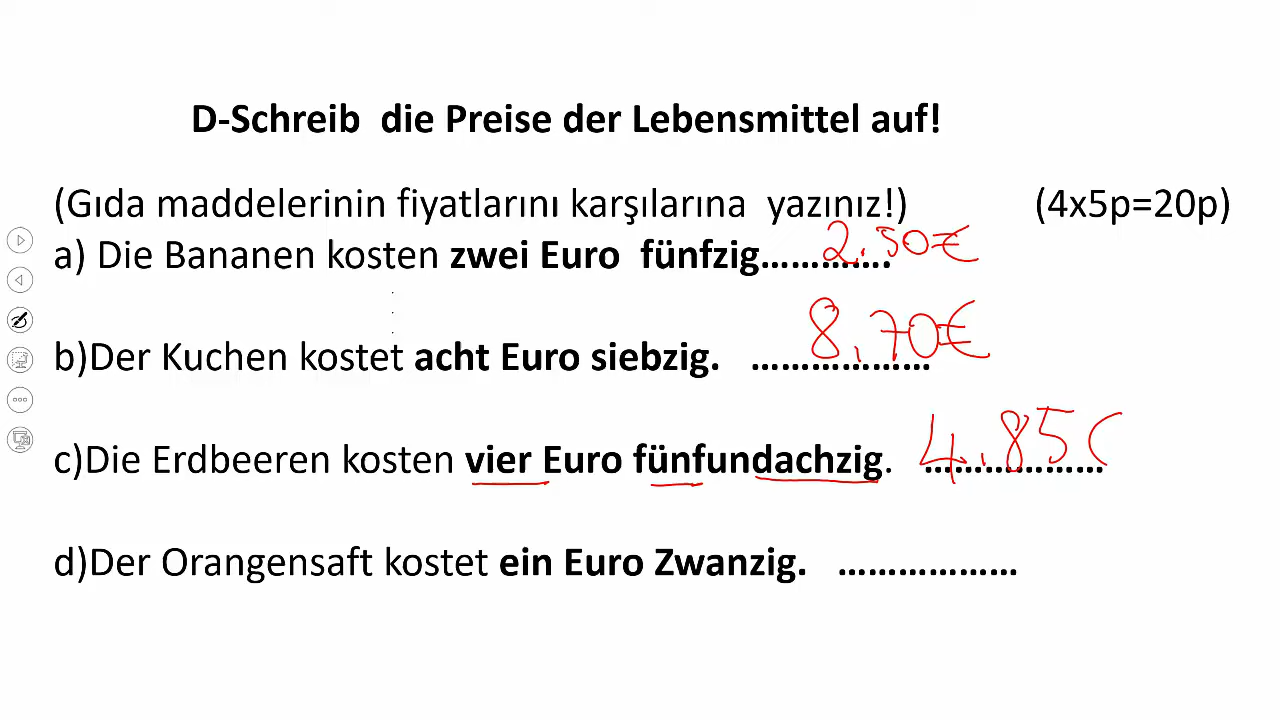 D-Schreib  die Preise der Lebensmittel auf!
(Gıda maddelerinin fiyatlarını karşılarına  yazınız!)          (4x5p=20p)
a) Die Bananen kosten zwei Euro  fünfzig…………. 2.50€
b)Der Kuchen kostet acht Euro siebzig.   ……………… 8,70€
c)Die Erdbeeren kosten vier Euro fünfundachzig.   ……………… 4.85(
d)Der Orangensaft kostet ein Euro Zwanzig.   ………………